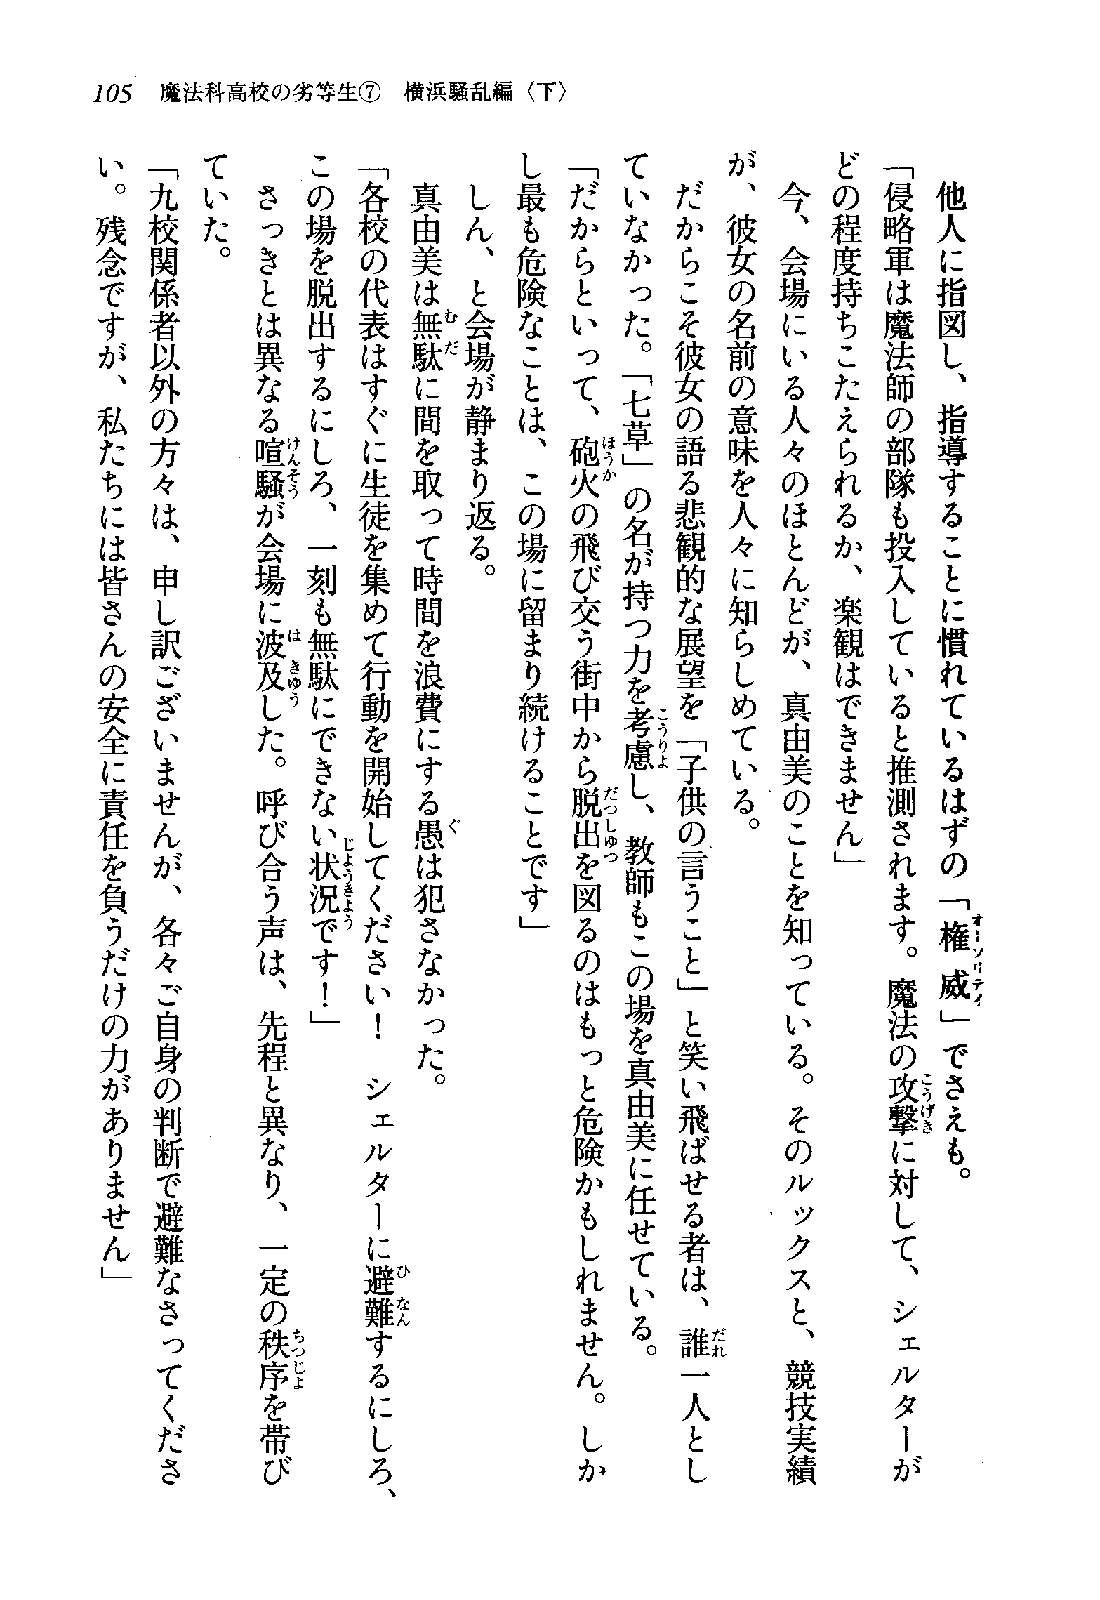 105　魔法科高校の劣等生⑦　横浜騒乱編〈下〉
　他人に指図し、指導することに慣れているはずの「権威」でさえも。
「侵略軍は魔法師の部隊も投入していると推測されます。魔法の攻撃に対して、シェルターが
どの程度持ちこたえられるか、楽観はできません」
　今、会場にいる人々のほとんどが、真由美のことを知っている。そのルックスと、競技実績
が、彼女の名前の意味を人々に知らしめている。
　だからこそ彼女の語る悲観的な展望を「子供の言うこと」と笑い飛ばせる者は、誰一人とし
ていなかった。「七草」の名が持つ力を考慮し、教師もこの場を真由美に任せている。
「だからといって、砲火の飛び交う街中から脱出を図るのはもっと危険かもしれません。しか
し最も危険なことは、この場に留まり続けることです」
　しん、と会場が静まり返る。
　真由美は無駄に間を取って時間を浪費にする愚は犯さなかった。
「各校の代表はすぐに生徒を集めて行動を開始してください！　シェルターに避難するにしろ、
この場を脱出するにしろ、一刻も無駄にできない状況です！」
　さっきとは異なる喧騒が会場に波及した。呼び合う声は、先程と異なり、一定の秩序を帯び
ていた。
「九校関係者以外の方々は、申し訳ございませんが、各々ご自身の判断で避難なさってくださ
い。残念ですが、私たちには皆さんの安全に責任を負うだけの力がありません」